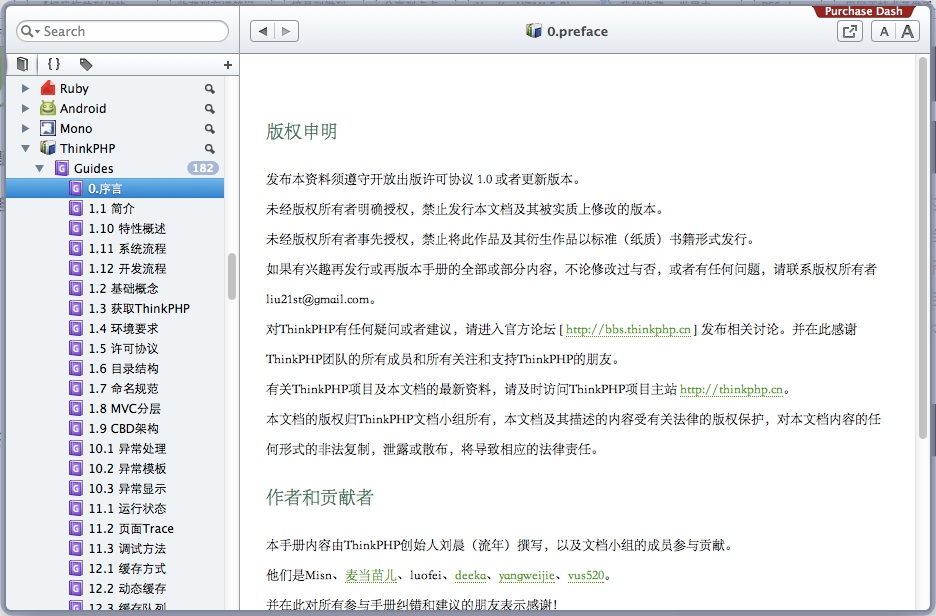 Purchase Dash
Search
0.preface
A A
{ }
+
Ruby
Android
Mono
ThinkPHP
Guides 182
0.序言
1.1 简介
1.10 特性概述
1.11 系统流程
1.12 开发流程
1.2 基础概念
1.3 获取ThinkPHP
1.4 环境要求
1.5 许可协议
1.6 目录结构
1.7 命名规范
1.8 MVC分层
1.9 CBD架构
10.1 异常处理
10.2 异常模板
10.3 异常显示
11.1 运行状态
11.2 页面Trace
11.3 调试方法
12.1 缓存方式
12.2 动态缓存
12.3 缓存队列
版权申明
发布本资料须遵守开放出版许可协议 1.0 或者更新版本。
未经版权所有者明确授权，禁止发行本文档及其被实质上修改的版本。
未经版权所有者事先授权，禁止将此作品及其衍生作品以标准（纸质）书籍形式发行。
如果有兴趣再发行或再版本手册的全部或部分内容，不论修改过与否，或者有任何问题，请联系版权所有者
liu21st@gmail.com。
对ThinkPHP有任何疑问或者建议，请进入官方论坛 [ http://bbs.thinkphp.cn ] 发布相关讨论。并在此感谢
ThinkPHP团队的所有成员和所有关注和支持ThinkPHP的朋友。
有关ThinkPHP项目及本文档的最新资料，请及时访问ThinkPHP项目主站 http://thinkphp.cn。
本文档的版权归ThinkPHP文档小组所有，本文档及其描述的内容受有关法律的版权保护，对本文档内容的任
何形式的非法复制，泄露或散布，将导致相应的法律责任。
作者和贡献者
本手册内容由ThinkPHP创始人刘晨（流年）撰写，以及文档小组的成员参与贡献。
他们是Misn、麦当苗儿、luofei、deeka、yangweijie、vus520。
并在此对所有参与手册纠错和建议的朋友表示感谢！